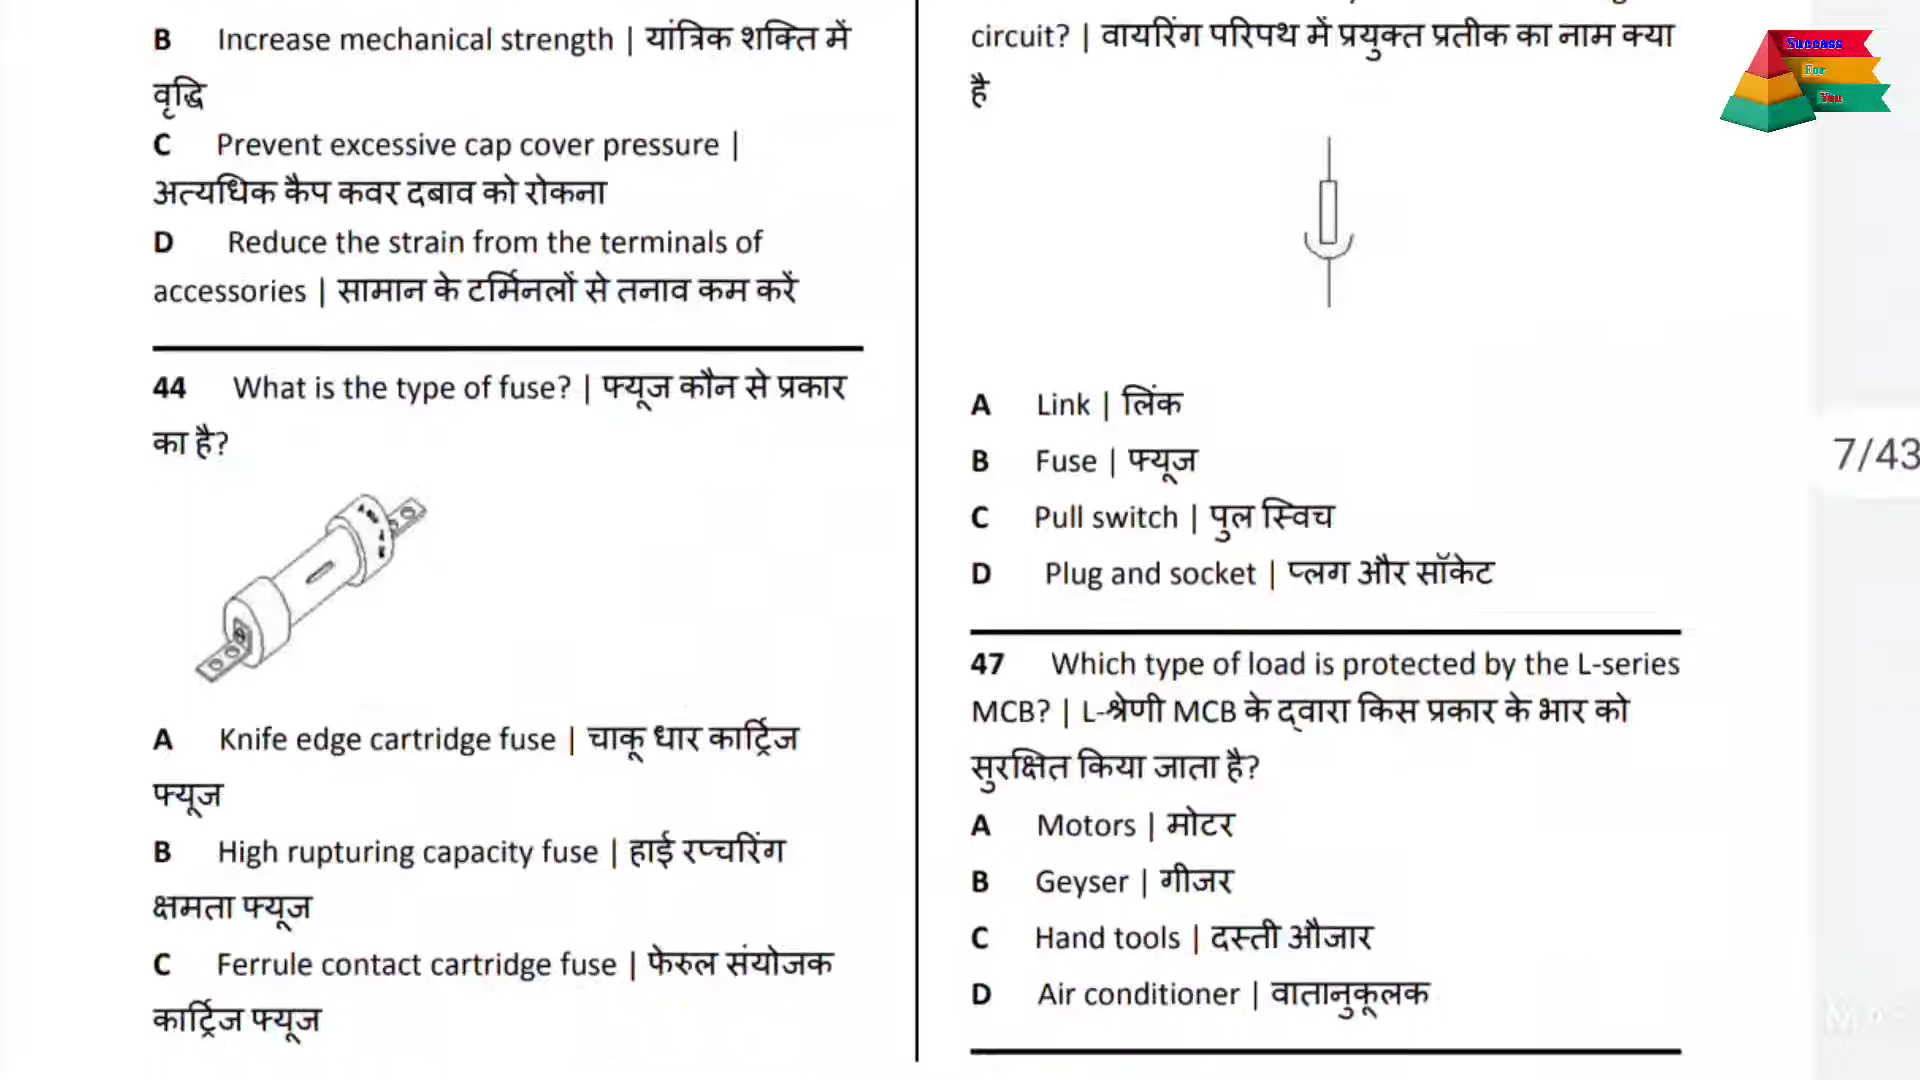 B Increase mechanical strength | यांत्रिक शक्ति में
वृद्धि
C Prevent excessive cap cover pressure |
अत्यधिक कैप कवर दबाव को रोकना
D Reduce the strain from the terminals of
accessories | सामान के टर्मिनलों से तनाव कम करें
44 What is the type of fuse? | फ्यूज कौन से प्रकार
का है?
A Knife edge cartridge fuse | चाकू धार कार्ट्रिज
फ्यूज
B High rupturing capacity fuse | हाई रप्चरिंग
क्षमता फ्यूज
C Ferrule contact cartridge fuse | फेरुल संयोजक
कार्ट्रिज फ्यूज
circuit? | वायरिंग परिपथ में प्रयुक्त प्रतीक का नाम क्या
है
A Link | लिंक
B Fuse | फ्यूज
C Pull switch | पुल स्विच
D Plug and socket | प्लग और सॉकेट
47 Which type of load is protected by the L-series
MCB? | L-श्रेणी MCB के द्वारा किस प्रकार के भार को
सुरक्षित किया जाता है?
A Motors | मोटर
B Geyser | गीजर
C Hand tools | दस्ती औजार
D Air conditioner | वातानुकूलक
Success
For
You
7/43